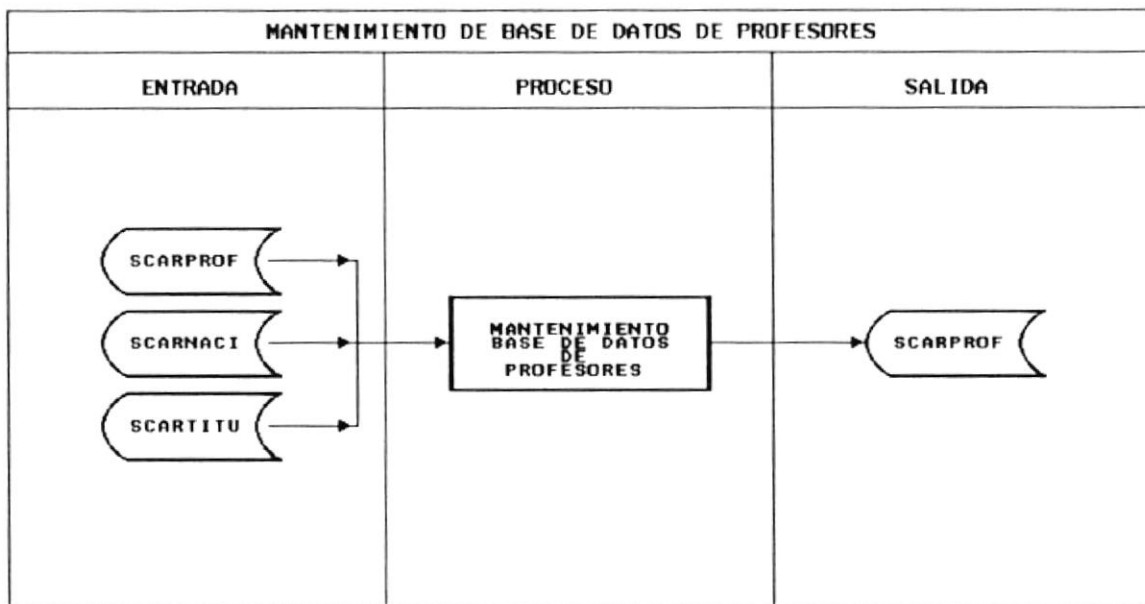 MANTENIMIENTO DE BASE DE DATOS DE PROFESORES
ENTRADA
PROCESO
SALIDA
SCARPROF
SCARNACI
SCARTITU
MANTENIMIENTO
BASE DE DATOS
DE
PROFESORES
SCARPROF